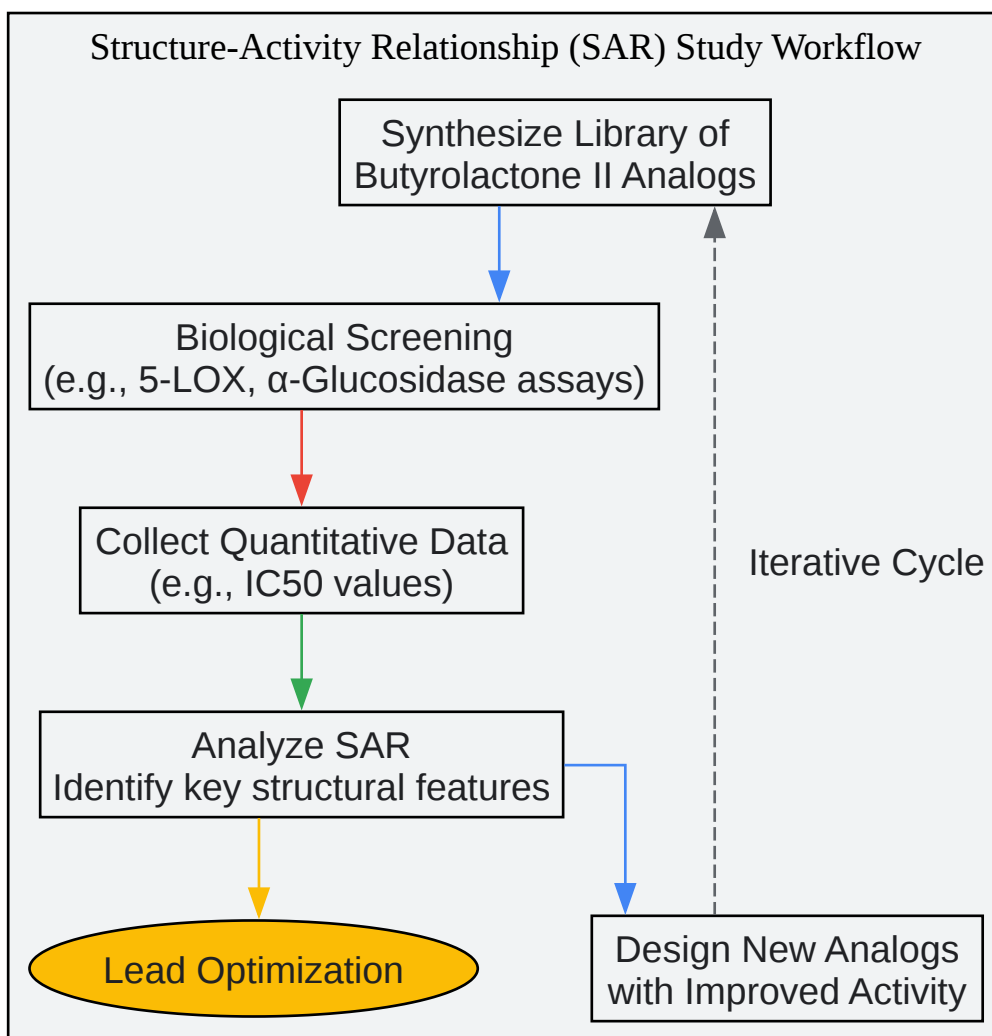 Structure-Activity Relationship (SAR) Study Workflow
Synthesize Library of
Butyrolactone II Analogs
Biological Screening
(e.g., 5-LOX, α-Glucosidase assays)
Collect Quantitative Data
(e.g., IC50 values)
Iterative Cycle
Analyze SAR
Identify key structural features
Lead Optimization
Design New Analogs
with Improved Activity